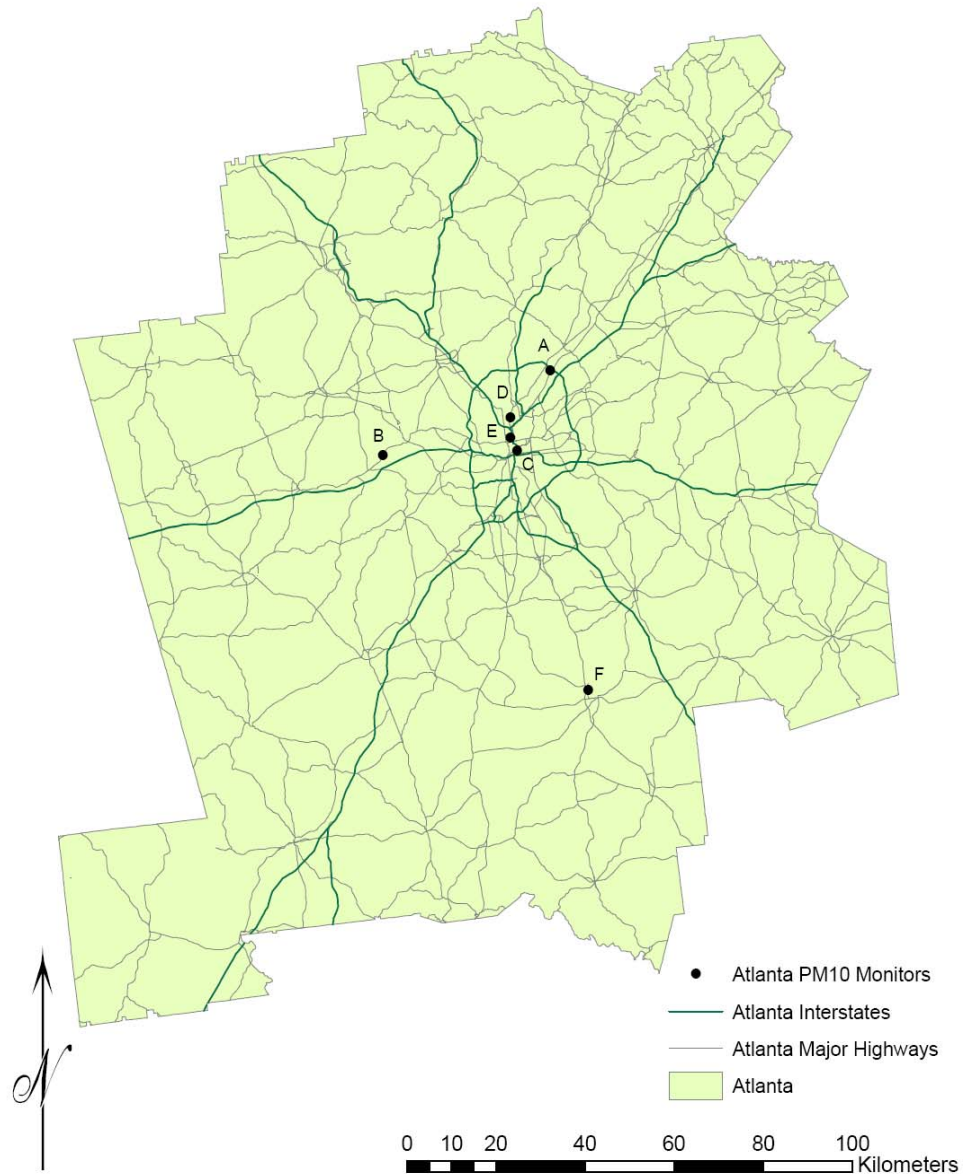 A
D
E
B
C
F
Atlanta PM10 Monitors
Atlanta Interstates
Atlanta Major Highways
Atlanta
N
0 10 20 40 60 80 100
Kilometers